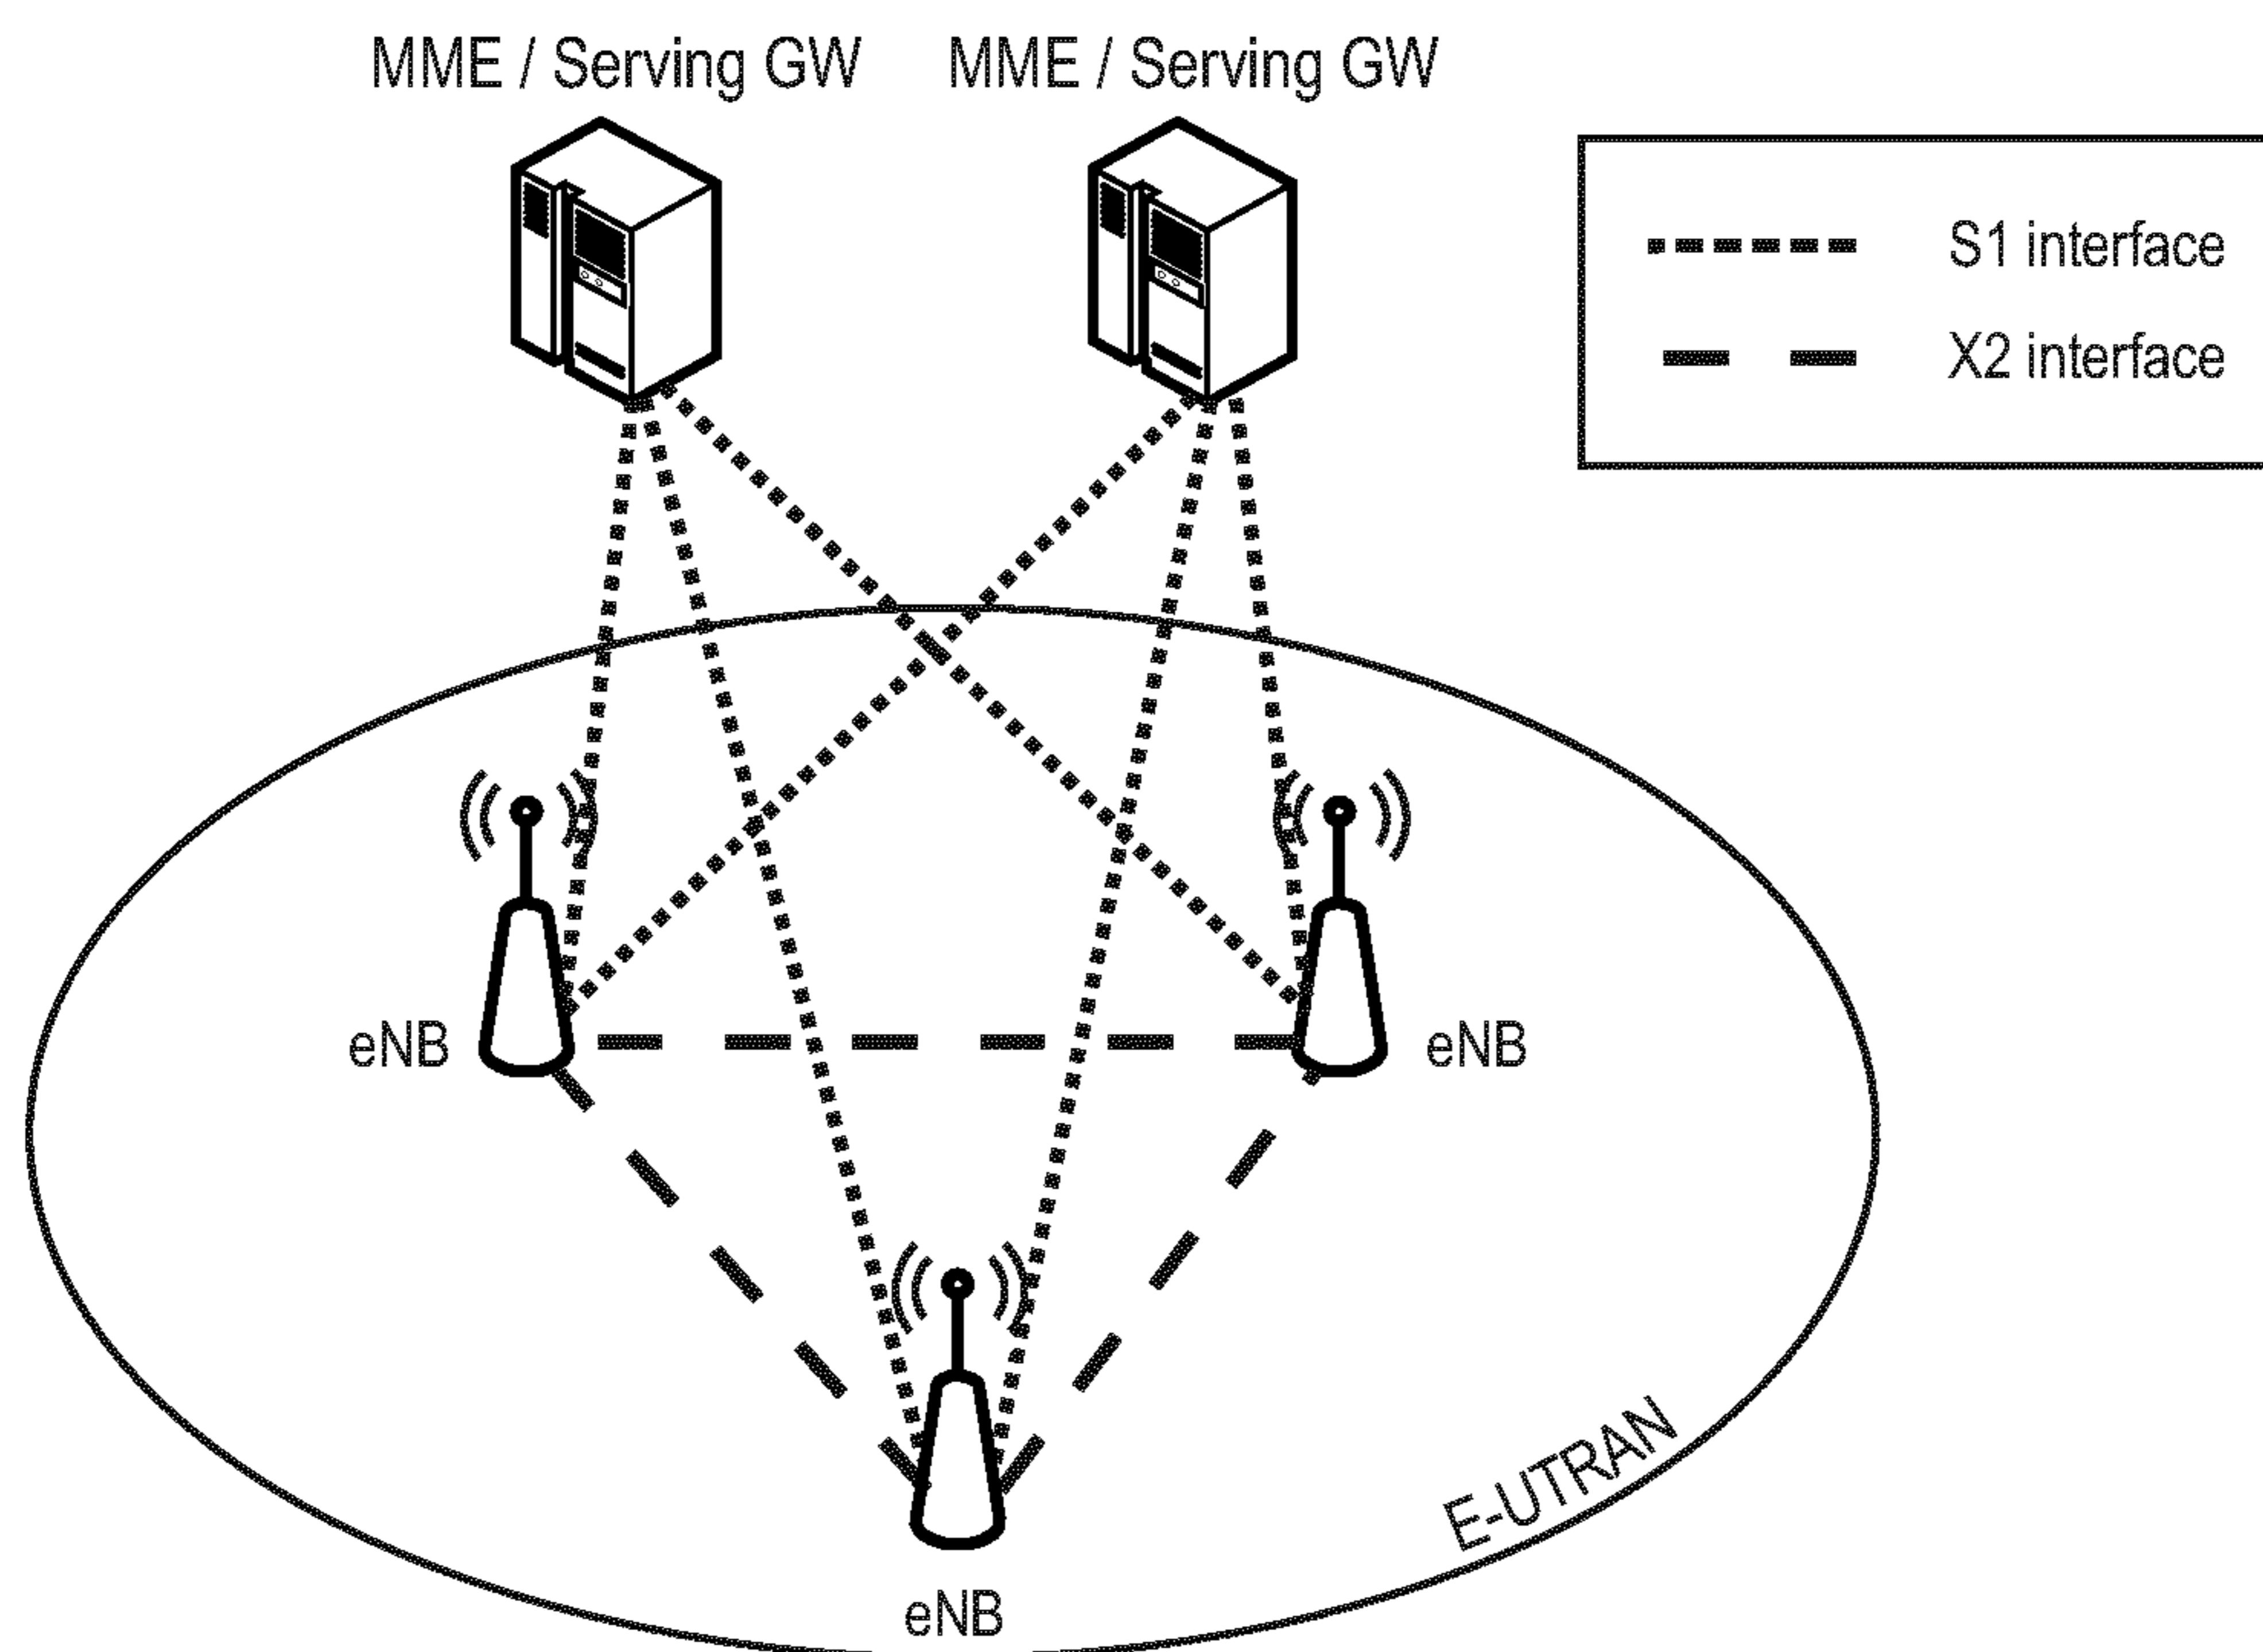 MME / Serving GW
MME / Serving GW
S1 interface
X2 interface
eNB
eNB
E-UTRAN
eNB